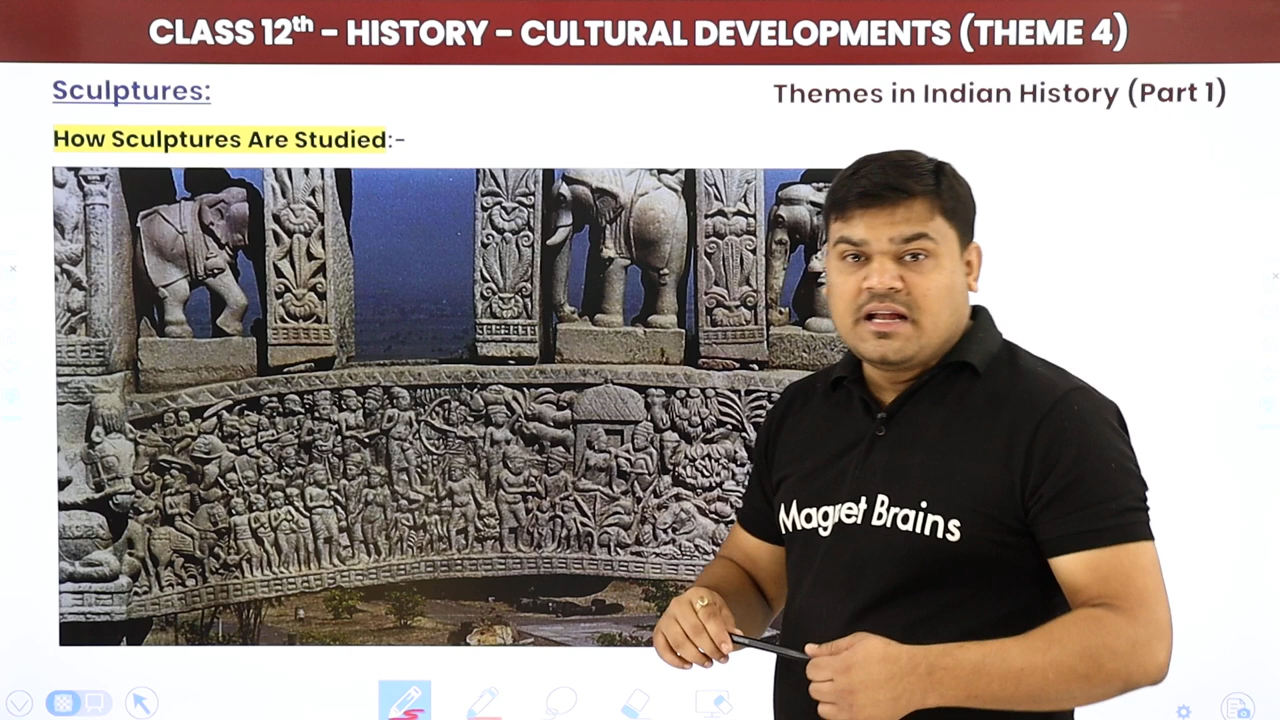 CLASS 12th – HISTORY – CULTURAL DEVELOPMENTS (THEME 4)
Sculptures:
Themes in Indian History (Part 1)
How Sculptures Are Studied:-
Magnet Brains